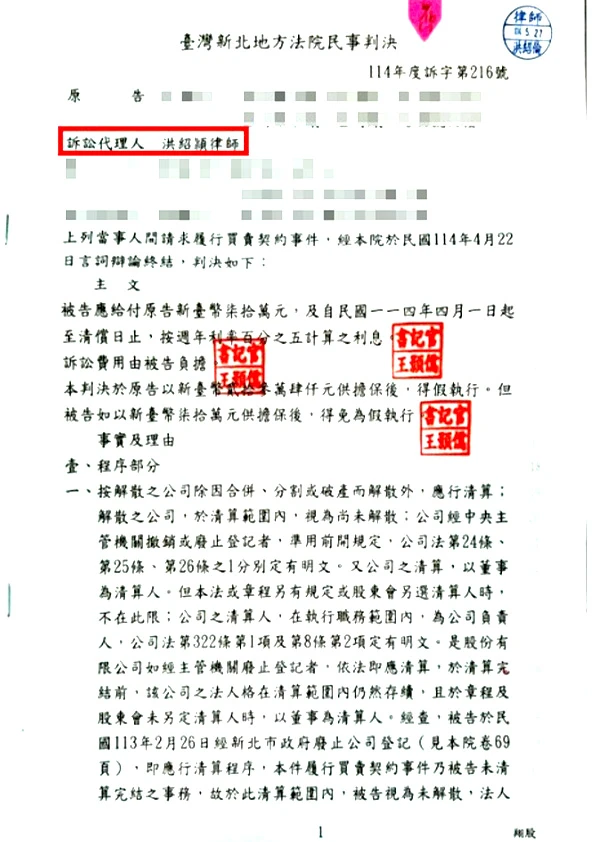 律師
114.5.27
洪紹倫
臺灣新北地方法院民事判決
114年度訴字第216號
原 告
訴訟代理人 洪紹穎律師
上列當事人間請求履行買賣契約事件，經本院於民國114年4月22
日言詞辯論終結，判決如下：
主 文
被告應給付原告新臺幣柒拾萬元，及自民國一一四年四月一日起
至清償日止，按週年利率百分之五計算之利息。
訴訟費用由被告負擔。
本判決於原告以新臺幣貳拾參萬肆仟元供擔保後，得假執行。但
被告如以新臺幣柒拾萬元供擔保後，得免為假執行
書記官
王顥儒
書記官
王顥儒
書記官
王顥儒
事實及理由
壹、程序部分
一、按解散之公司除因合併、分割或破產而解散外，應行清算；
解散之公司，於清算範圍內，視為尚未解散；公司經中央主
管機關撤銷或廢止登記者，準用前開規定，公司法第24條、
第25條、第26條之1分別定有明文。又公司之清算，以董事
為清算人。但本法或章程另有規定或股東會另選清算人時，
不在此限；公司之清算人，在執行職務範圍內，為公司負責
人，公司法第322條第1項及第8條第2項定有明文。是股份有
限公司如經主管機關廢止登記者，依法即應清算，於清算完
結前，該公司之法人格在清算範圍內仍然存續，且於章程及
股東會未另定清算人時，以董事為清算人。經查，被告於民
國113年2月26日經新北市政府廢止公司登記（見本院卷69
頁），即應行清算程序，本件履行買賣契約事件乃被告未清
算完結之事務，故於此清算範圍內，被告視為未解散，法人
1
翔股